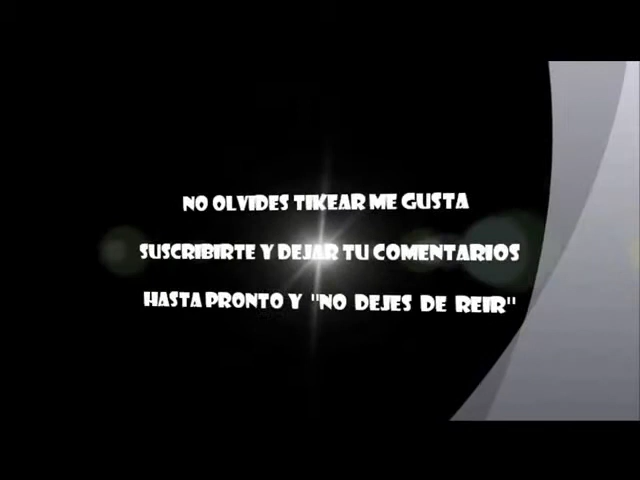 NO OLVIDES TIKEAR ME GUSTA
SUSCRIBIRTE Y DEJAR TU COMENTARIOS
HASTA PRONTO Y "NO DEJES DE REIR"